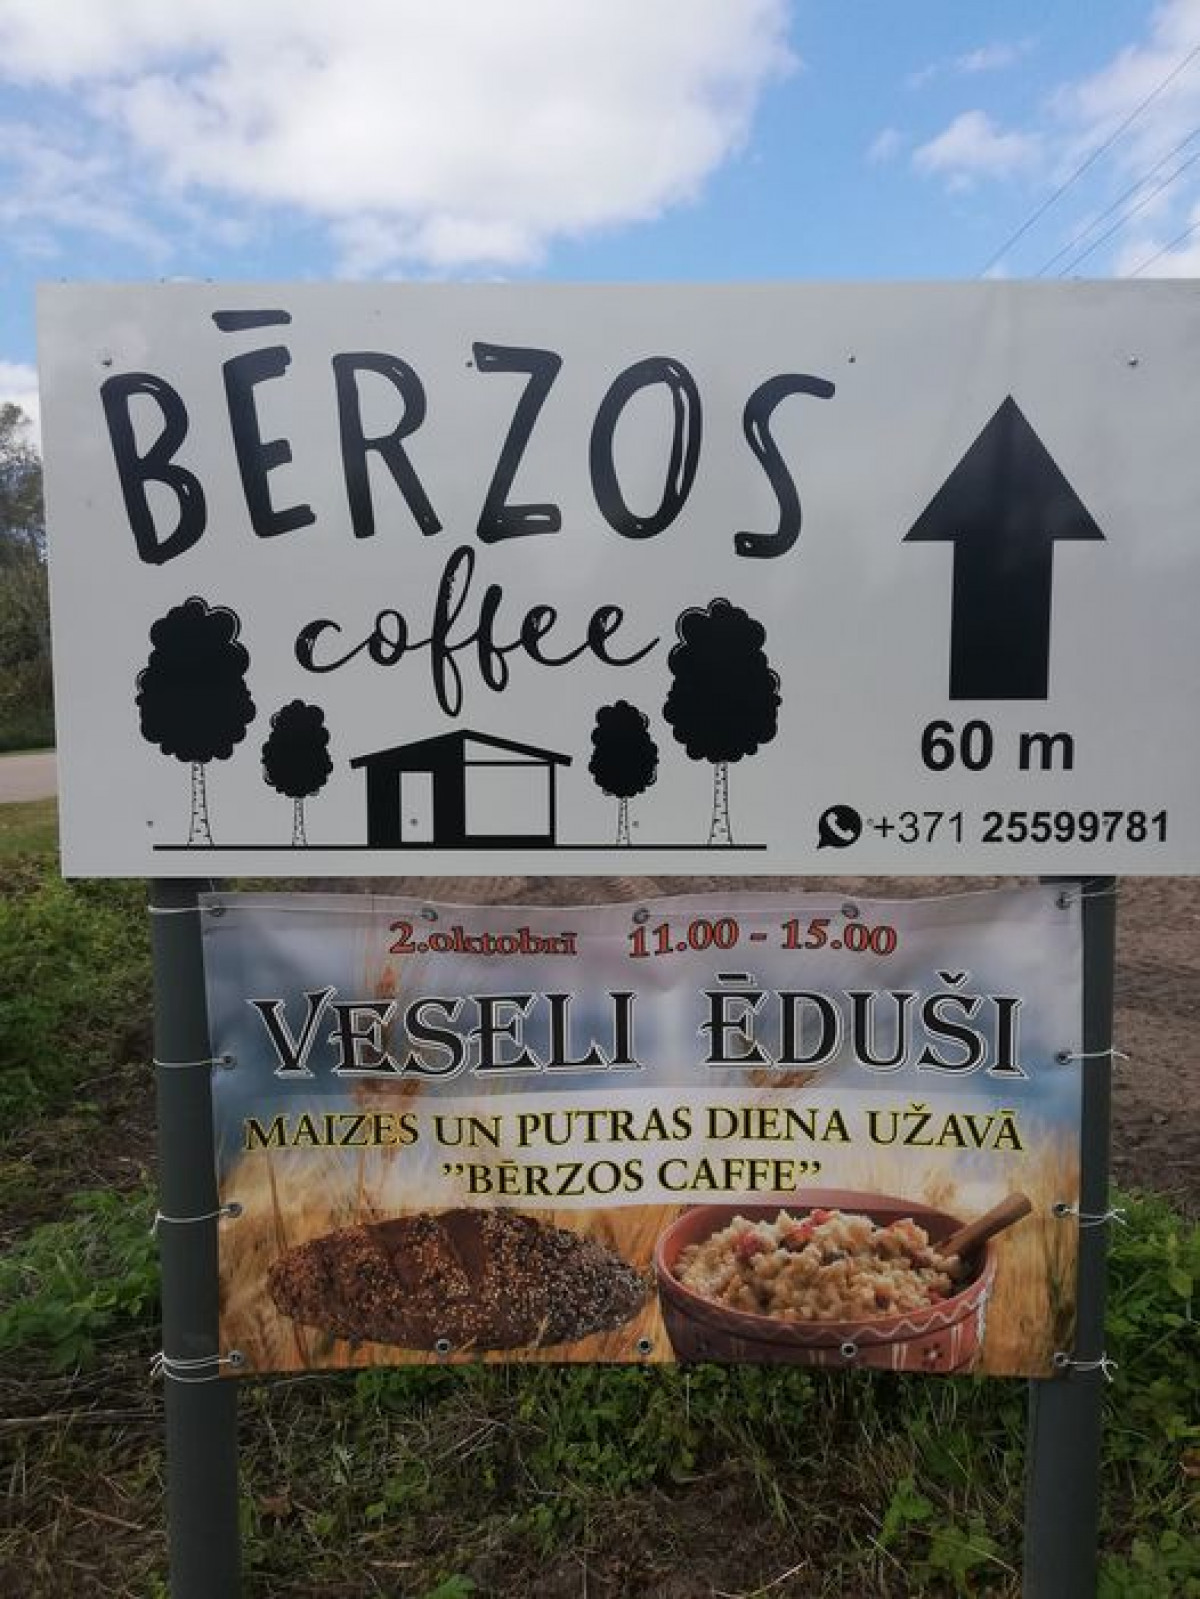 BĒRZOS
coffee
60 m
+371 25599781
2.oktobrī 11.00 - 15.00
VESELI ĒDUŠI
MAIZES UN PUTRAS DIENA UŽAVĀ
”BĒRZOS CAFFE”